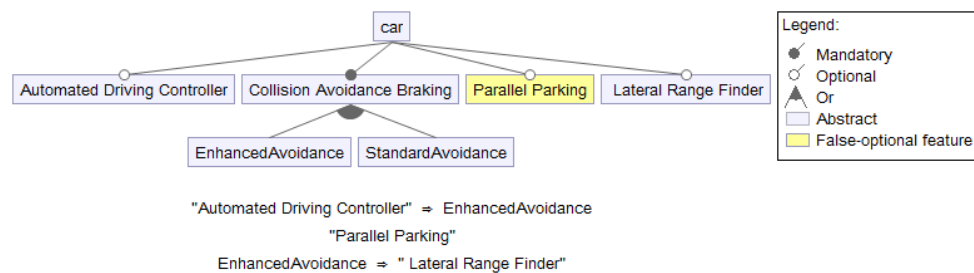 car
Automated Driving Controller
Collision Avoidance Braking
Parallel Parking
Lateral Range Finder
EnhancedAvoidance
StandardAvoidance
"Automated Driving Controller" ⇒ EnhancedAvoidance
"Parallel Parking"
EnhancedAvoidance ⇒ " Lateral Range Finder"
Legend:
Mandatory
Optional
Or
Abstract
False-optional feature